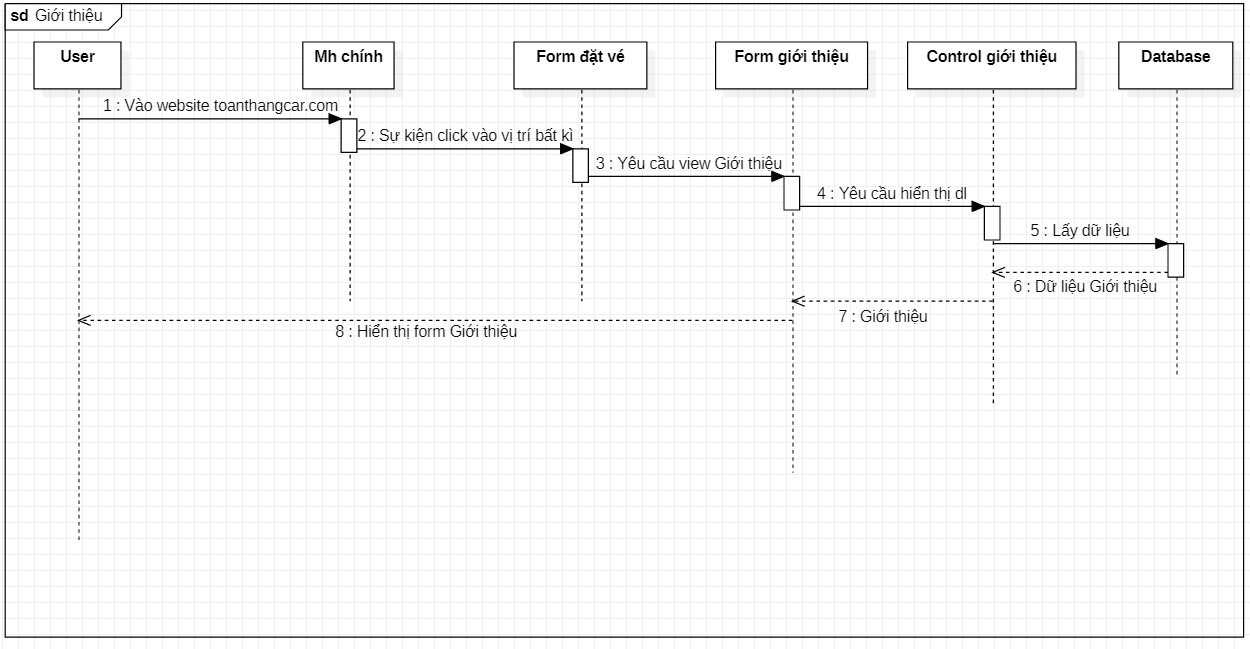 sd Giới thiệu
User
Mh chính
Form đặt vé
Form giới thiệu
Control giới thiệu
Database
1 : Vào website toanthangcar.com
2 : Sự kiện click vào vị trí bất kì
3 : Yêu cầu view Giới thiệu
4 : Yêu cầu hiển thị dl
5 : Lấy dữ liệu
6 : Dữ liệu Giới thiệu
7 : Giới thiệu
8 : Hiển thị form Giới thiệu